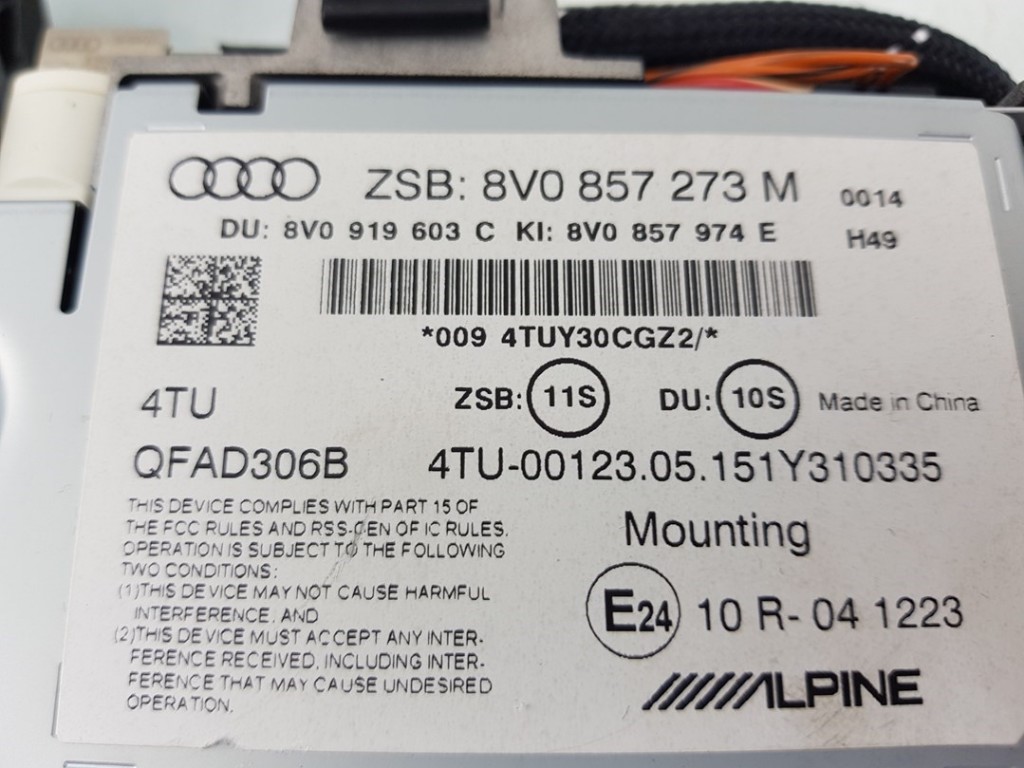 ZSB: 8V0 857 273 M 0014
DU: 8V0 919 603 C KI: 8V0 857 974 E H49
*009 4TUY30CGZ2/*
4TU ZSB: 11S DU: 10S Made in China
QFAD306B 4TU-00123.05.151Y310335
THIS DEVICE COMPLIES WITH PART 15 OF
THE FCC RULES AND RSS-GEN OF IC RULES.
OPERATION IS SUBJECT TO THE FOLLOWING
TWO CONDITIONS:
(1)THIS DEVICE MAY NOT CAUSE HARMFUL
INTERFERENCE, AND
(2)THIS DEVICE MUST ACCEPT ANY INTER-
FERENCE RECEIVED, INCLUDING INTER-
FERENCE THAT MAY CAUSE UNDESIRED
OPERATION.
Mounting
E24 10 R- 04 1223
ALPINE